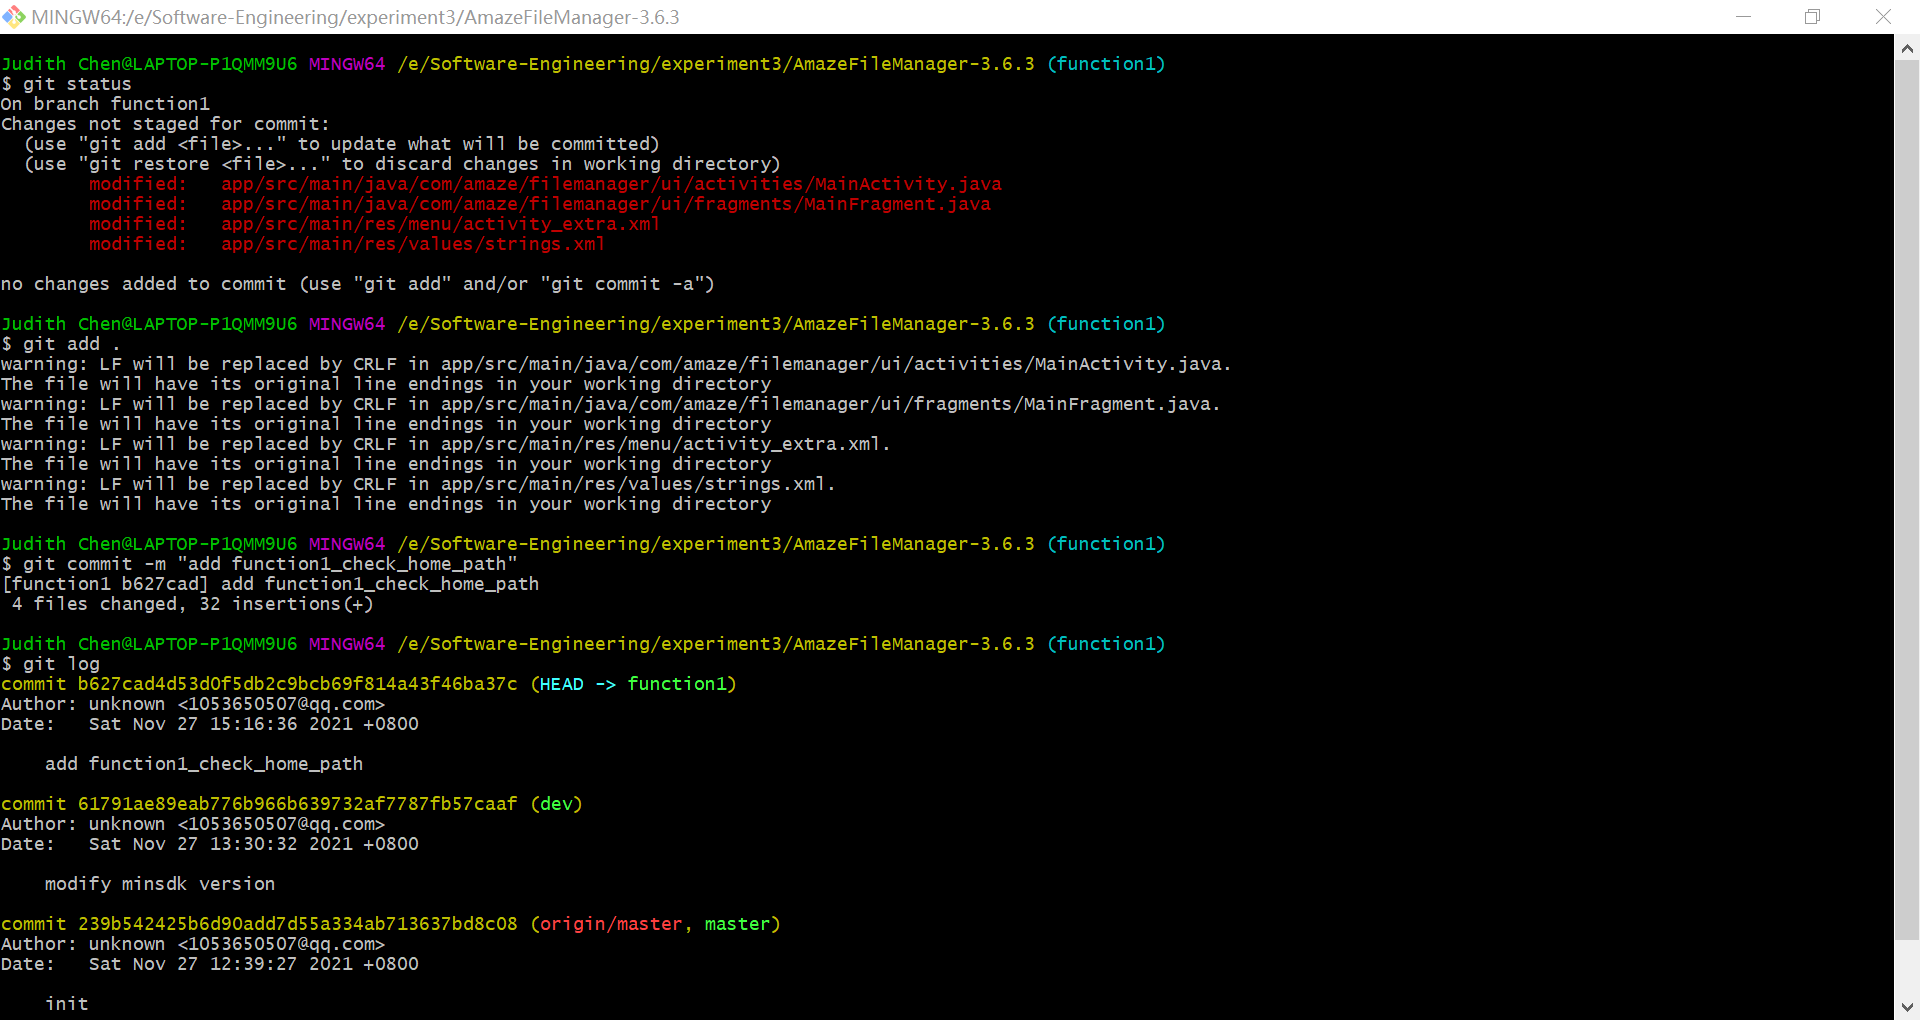 MINGW64:/e/Software-Engineering/experiment3/AmazeFileManager-3.6.3
Judith Chen@LAPTOP-P1QMM9U6 MINGW64 /e/Software-Engineering/experiment3/AmazeFileManager-3.6.3 (function1)
$ git status
On branch function1
Changes not staged for commit:
  (use "git add <file>..." to update what will be committed)
  (use "git restore <file>..." to discard changes in working directory)
        modified:   app/src/main/java/com/amaze/filemanager/ui/activities/MainActivity.java
        modified:   app/src/main/java/com/amaze/filemanager/ui/fragments/MainFragment.java
        modified:   app/src/main/res/menu/activity_extra.xml
        modified:   app/src/main/res/values/strings.xml
no changes added to commit (use "git add" and/or "git commit -a")
Judith Chen@LAPTOP-P1QMM9U6 MINGW64 /e/Software-Engineering/experiment3/AmazeFileManager-3.6.3 (function1)
$ git add .
warning: LF will be replaced by CRLF in app/src/main/java/com/amaze/filemanager/ui/activities/MainActivity.java.
The file will have its original line endings in your working directory
warning: LF will be replaced by CRLF in app/src/main/java/com/amaze/filemanager/ui/fragments/MainFragment.java.
The file will have its original line endings in your working directory
warning: LF will be replaced by CRLF in app/src/main/res/menu/activity_extra.xml.
The file will have its original line endings in your working directory
warning: LF will be replaced by CRLF in app/src/main/res/values/strings.xml.
The file will have its original line endings in your working directory
Judith Chen@LAPTOP-P1QMM9U6 MINGW64 /e/Software-Engineering/experiment3/AmazeFileManager-3.6.3 (function1)
$ git commit -m "add function1_check_home_path"
[function1 b627cad] add function1_check_home_path
 4 files changed, 32 insertions(+)
Judith Chen@LAPTOP-P1QMM9U6 MINGW64 /e/Software-Engineering/experiment3/AmazeFileManager-3.6.3 (function1)
$ git log
commit b627cad4d53d0f5db2c9bcb69f814a43f46ba37c (HEAD -> function1)
Author: unknown <1053650507@qq.com>
Date:   Sat Nov 27 15:16:36 2021 +0800
    add function1_check_home_path
commit 61791ae89eab776b966b639732af7787fb57caaf (dev)
Author: unknown <1053650507@qq.com>
Date:   Sat Nov 27 13:30:32 2021 +0800
    modify minsdk version
commit 239b542425b6d90add7d55a334ab713637bd8c08 (origin/master, master)
Author: unknown <1053650507@qq.com>
Date:   Sat Nov 27 12:39:27 2021 +0800
    init